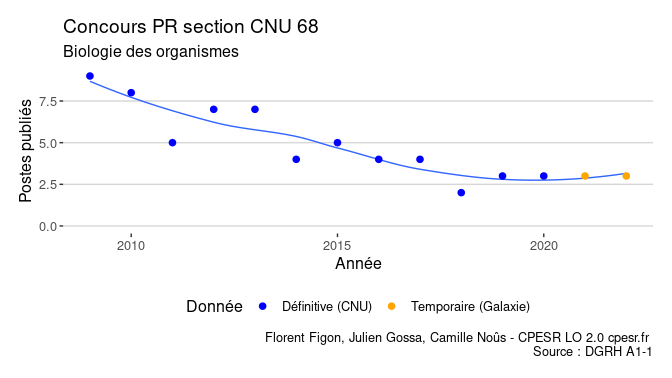 Concours PR section CNU 68
Biologie des organismes
Postes publiés
7.5
5.0
2.5
0.0
2010
2015
2020
Année
Donnée
Définitive (CNU)
Temporaire (Galaxie)
Florent Figon, Julien Gossa, Camille Noûs - CPESR LO 2.0 cpesr.fr
Source : DGRH A1-1